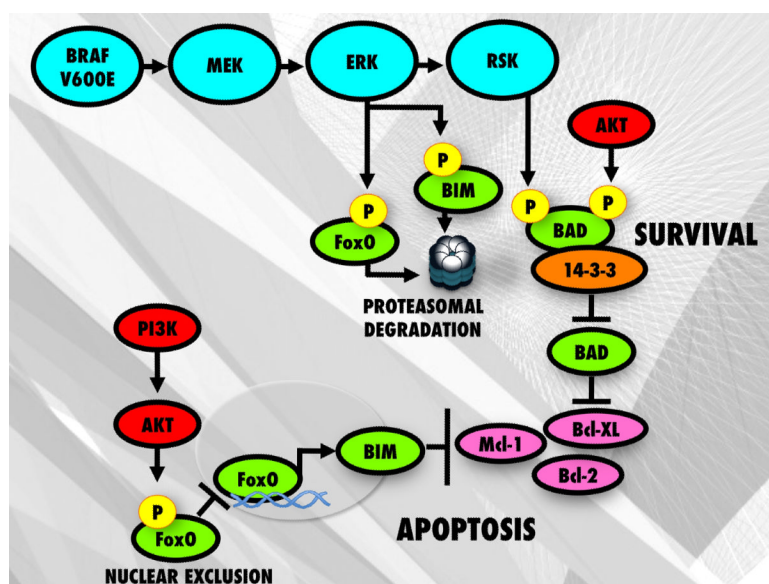 BRAF
V600E
MEK
ERK
RSK
AKT
P
BIM
P
FoxO
P
P
BAD
14-3-3
SURVIVAL
PROTEASOMAL
DEGRADATION
PI3K
BAD
AKT
Mcl-1
Bcl-XL
Bcl-2
BIM
FoxO
P
FoxO
APOPTOSIS
NUCLEAR EXCLUSION